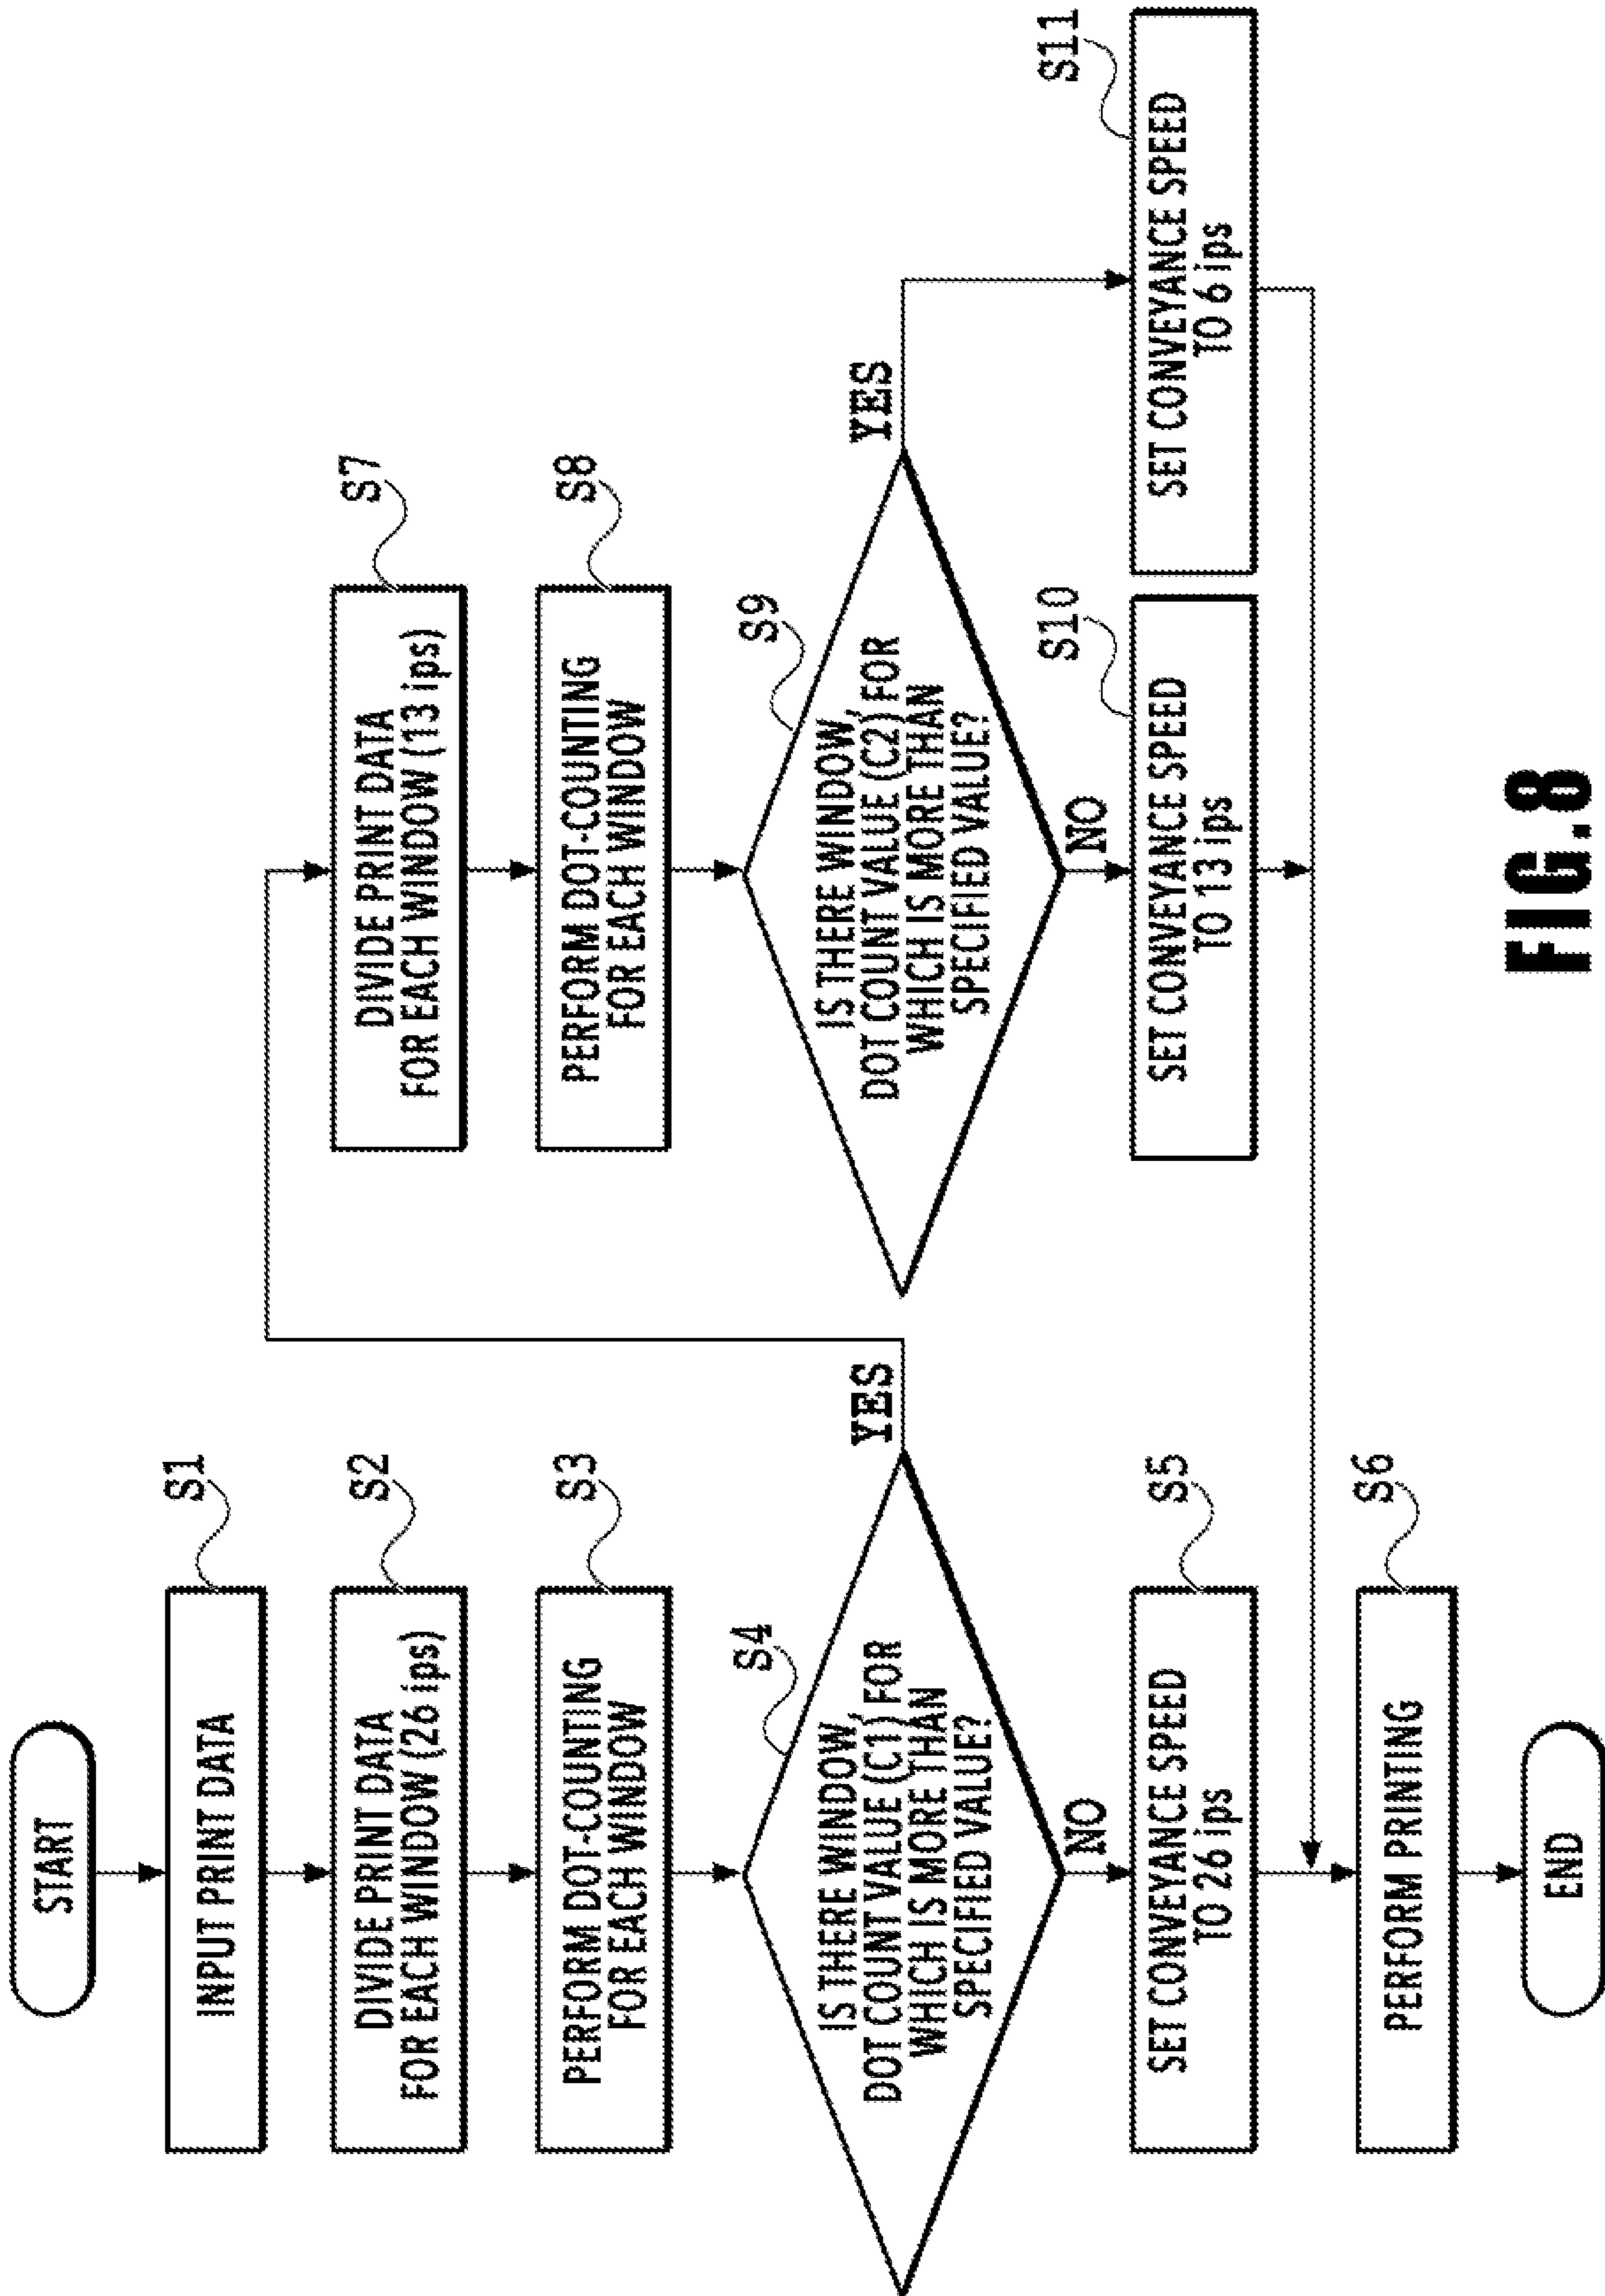 START
S1
INPUT PRINT DATA
S2
DIVIDE PRINT DATA
FOR EACH WINDOW (26 ips)
S3
PERFORM DOT-COUNTING
FOR EACH WINDOW
S4
IS THERE WINDOW,
DOT COUNT VALUE (C1) FOR
WHICH IS MORE THAN
SPECIFIED VALUE?
YES
NO
S5
SET CONVEYANCE SPEED
TO 26 ips
S6
PERFORM PRINTING
END
S7
DIVIDE PRINT DATA
FOR EACH WINDOW (13 ips)
S8
PERFORM DOT-COUNTING
FOR EACH WINDOW
S9
IS THERE WINDOW,
DOT COUNT VALUE (C2) FOR
WHICH IS MORE THAN
SPECIFIED VALUE?
YES
NO
S10
SET CONVEYANCE SPEED
TO 13 ips
S11
SET CONVEYANCE SPEED
TO 6 ips
FIG.8